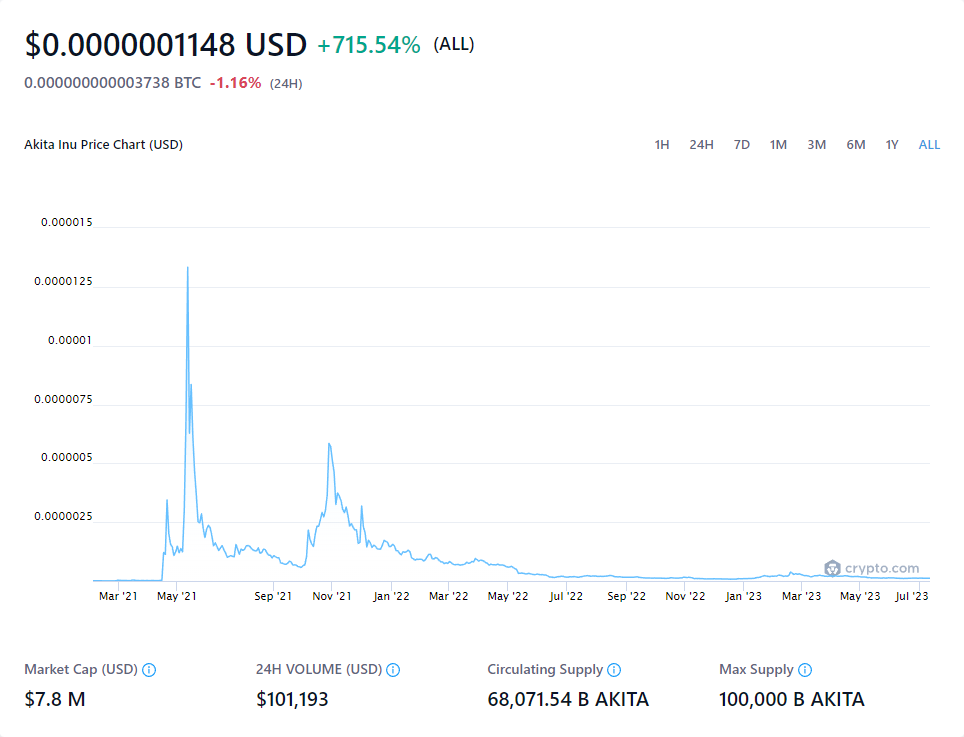 $0.0000001148 USD +715.54% (ALL)
0.000000000003738 BTC -1.16% (24H)
Akita Inu Price Chart (USD) 1H 24H 7D 1M 3M 6M 1Y ALL
0.000015
0.0000125
0.00001
0.0000075
0.000005
0.0000025
crypto.com
Mar '21 May '21 Sep '21 Nov '21 Jan '22 Mar '22 May '22 Jul '22 Sep '22 Nov '22 Jan '23 Mar '23 May '23 Jul '23
Market Cap (USD) 24H VOLUME (USD) Circulating Supply Max Supply
$7.8 M $101,193 68,071.54 B AKITA 100,000 B AKITA